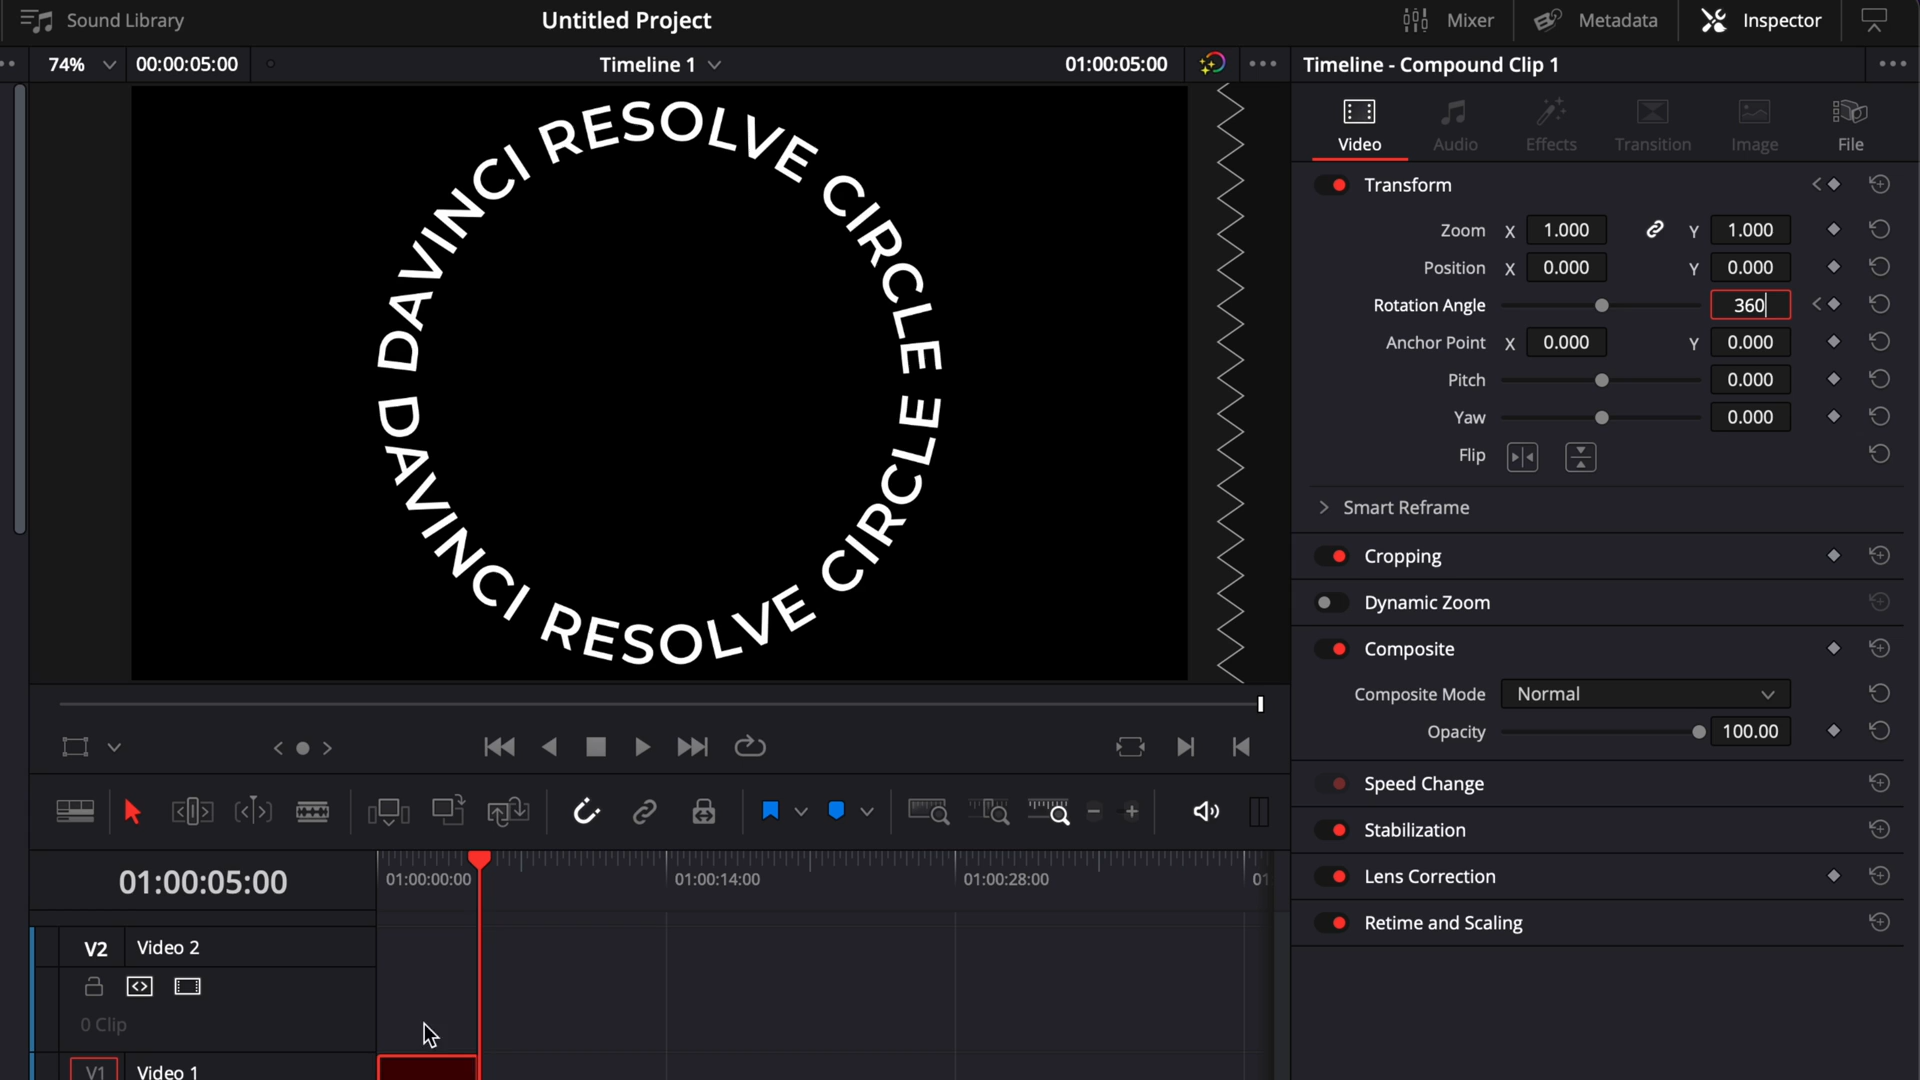 Sound Library
Untitled Project
Mixer
Metadata
Inspector
74%
00:00:05:00
Timeline 1
01:00:05:00
Timeline - Compound Clip 1
DAVINCI RESOLVE CIRCLE
DAVINCI RESOLVE CIRCLE
Video
Audio
Effects
Transition
Image
File
Transform
Zoom X 1.000 Y 1.000
Position X 0.000 Y 0.000
Rotation Angle 360
Anchor Point X 0.000 Y 0.000
Pitch 0.000
Yaw 0.000
Flip
Smart Reframe
Cropping
Dynamic Zoom
Composite
Composite Mode Normal
Opacity 100.00
Speed Change
Stabilization
Lens Correction
Retime and Scaling
01:00:05:00
01:00:00:00
01:00:14:00
01:00:28:00
01
V2 Video 2
0 Clip
V1 Video 1